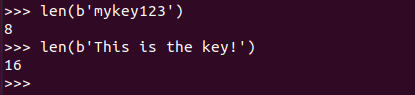 >>> len(b'mykey123')
8
>>> len(b'This is the key!')
16
>>>